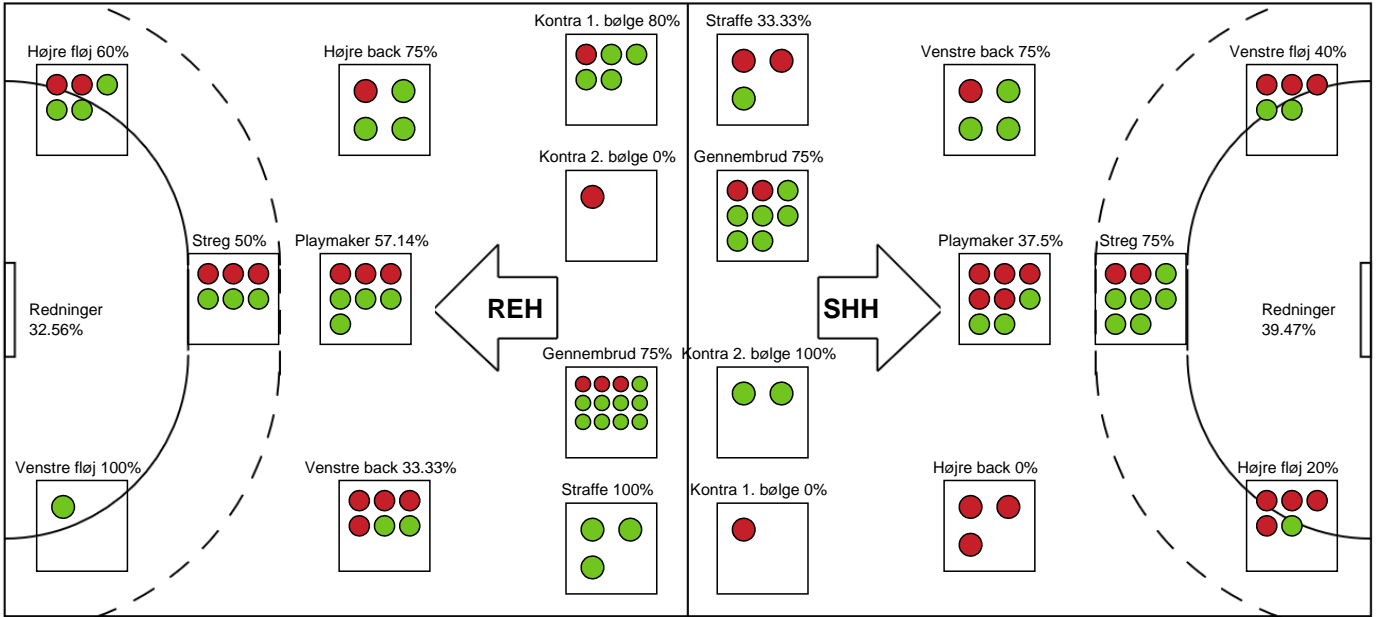 Kontra 1. bølge 80%
Straffe 33.33%
Højre fløj 60%
Højre back 75%
Venstre back 75%
Venstre fløj 40%
Kontra 2. bølge 0%
Gennembrud 75%
Streg 50%
Playmaker 57.14%
Playmaker 37.5%
Streg 75%
Redninger
32.56%
REH
SHH
Redninger
39.47%
Gennembrud 75%
Kontra 2. bølge 100%
Venstre fløj 100%
Venstre back 33.33%
Højre back 0%
Højre fløj 20%
Straffe 100%
Kontra 1. bølge 0%